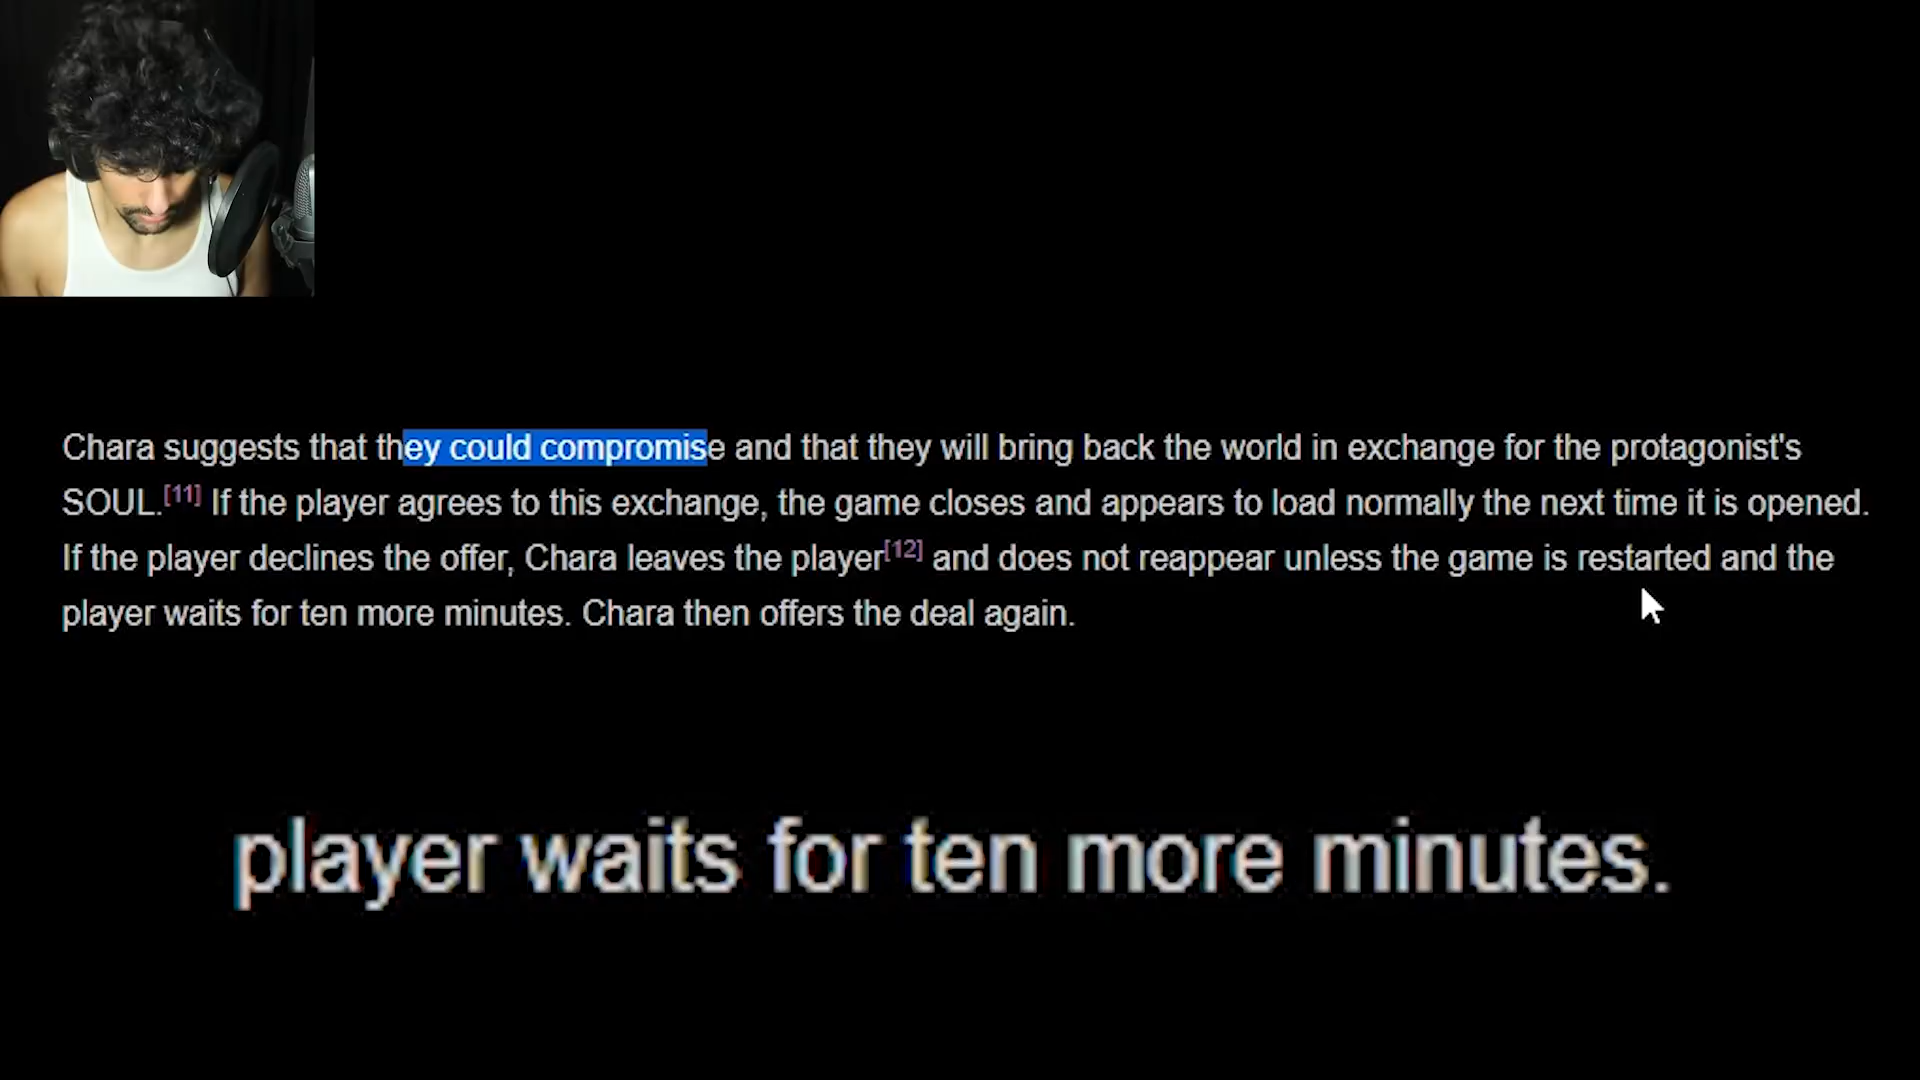 Chara suggests that they could compromise and that they will bring back the world in exchange for the protagonist's
SOUL.[11] If the player agrees to this exchange, the game closes and appears to load normally the next time it is opened.
If the player declines the offer, Chara leaves the player[12] and does not reappear unless the game is restarted and the
player waits for ten more minutes. Chara then offers the deal again.
player waits for ten more minutes.